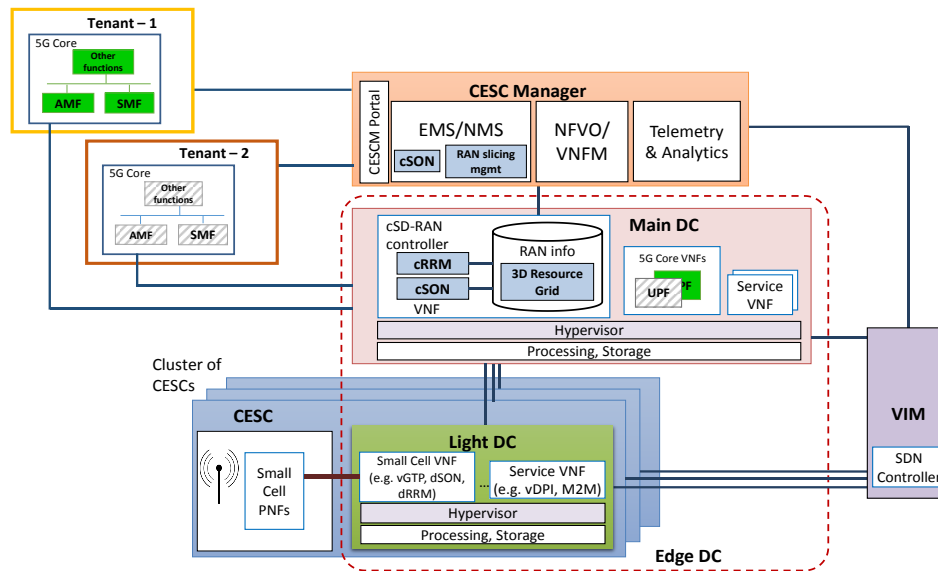 Tenant – 1
5G Core
Other
functions
AMF
SMF
Tenant – 2
5G Core
Other
functions
AMF
SMF
CESC Manager
CESCM Portal
EMS/NMS
cSON
RAN slicing
mgmt
NFVO/
VNFM
Telemetry
& Analytics
Main DC
cSD-RAN
controller
cRRM
cSON
VNF
RAN info
3D Resource
Grid
5G Core VNFs
UPF
PF
Service
VNF
Hypervisor
Processing, Storage
Cluster of
CESCs
CESC
Small
Cell
PNFs
Light DC
Small Cell VNF
(e.g. vGTP, dSON,
dRRM)
...
Service VNF
(e.g. vDPI, M2M)
Hypervisor
Processing, Storage
Edge DC
VIM
SDN
Controller